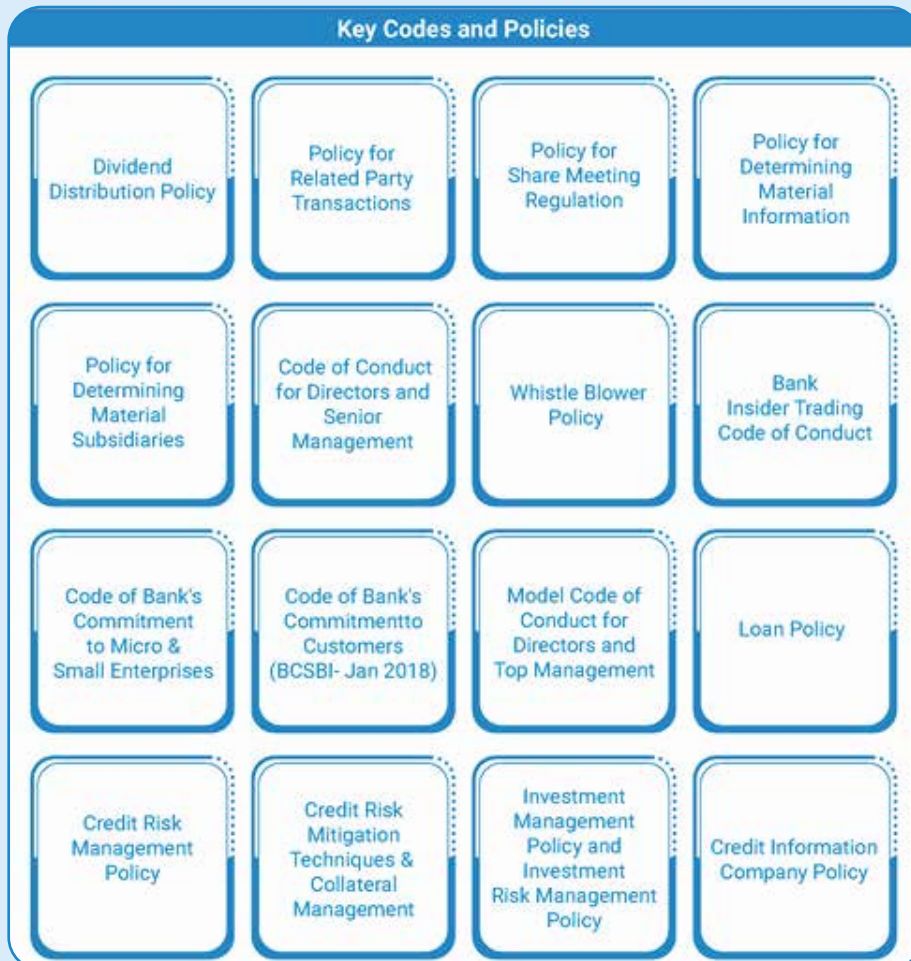 Key Codes and Policies
Dividend
Distribution Policy
Policy for
Related Party
Transactions
Policy for
Share Meeting
Regulation
Policy for
Determining
Material
Information
Policy for
Determining
Material
Subsidiaries
Code of Conduct
for Directors and
Senior
Management
Whistle Blower
Policy
Bank
Insider Trading
Code of Conduct
Code of Bank's
Commitment
to Micro &
Small Enterprises
Code of Bank's
Commitmentto
Customers
(BCSBI- Jan 2018)
Model Code of
Conduct for
Directors and
Top Management
Loan Policy
Credit Risk
Management
Policy
Credit Risk
Mitigation
Techniques &
Collateral
Management
Investment
Management
Policy and
Investment
Risk Management
Policy
Credit Information
Company Policy